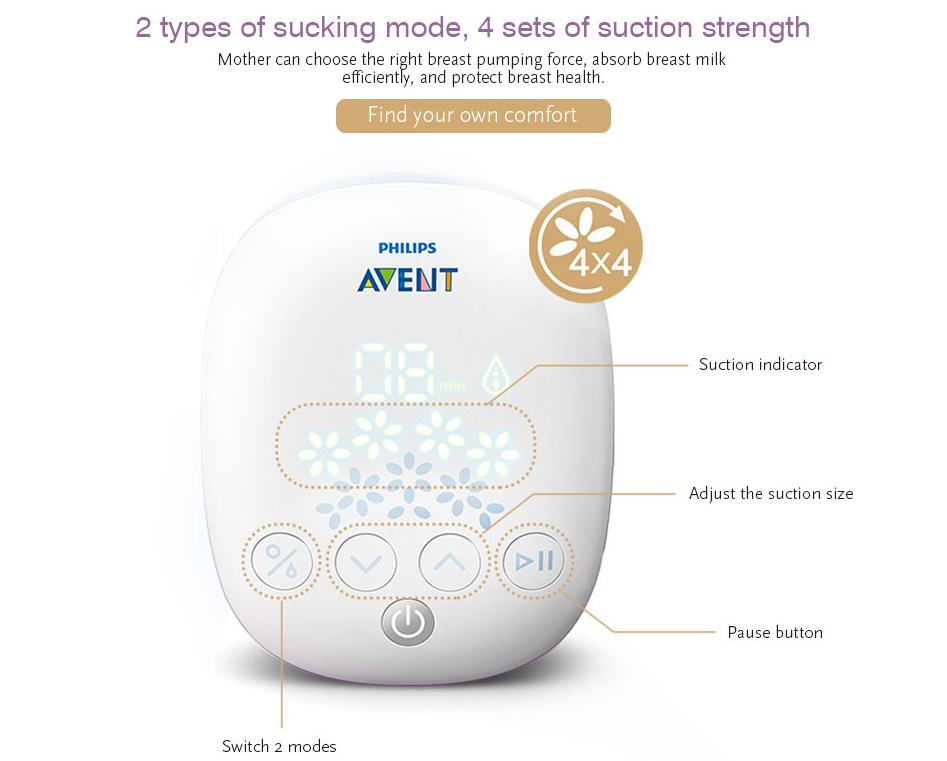 2 types of sucking mode, 4 sets of suction strength
Mother can choose the right breast pumping force, absorb breast milk
efficiently, and protect breast health.
Find your own comfort
PHILIPS
AVENT
4x4
08 min
Suction indicator
Adjust the suction size
Pause button
Switch 2 modes